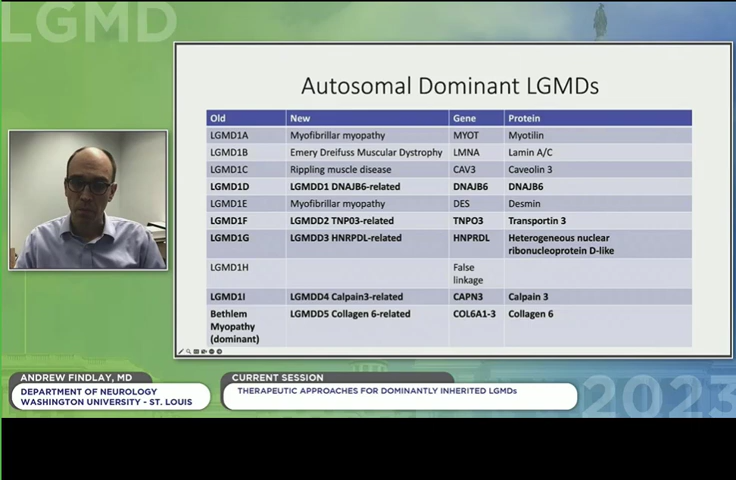 LGMD
Autosomal Dominant LGMDs
Old New Gene Protein
LGMD1A Myofibrillar myopathy MYOT Myotilin
LGMD1B Emery Dreifuss Muscular Dystrophy LMNA Lamin A/C
LGMD1C Rippling muscle disease CAV3 Caveolin 3
LGMD1D LGMDD1 DNAJB6-related DNAJB6 DNAJB6
LGMD1E Myofibrillar myopathy DES Desmin
LGMD1F LGMDD2 TNP03-related TNPO3 Transportin 3
LGMD1G LGMDD3 HNRPDL-related HNPRDL Heterogeneous nuclear
ribonucleoprotein D-like
LGMD1H False
linkage
LGMD1I LGMDD4 Calpain3-related CAPN3 Calpain 3
Bethlem LGMDD5 Collagen 6-related COL6A1-3 Collagen 6
Myopathy
(dominant)
ANDREW FINDLAY, MD
DEPARTMENT OF NEUROLOGY
WASHINGTON UNIVERSITY - ST. LOUIS
CURRENT SESSION
THERAPEUTIC APPROACHES FOR DOMINANTLY INHERITED LGMDs
2023